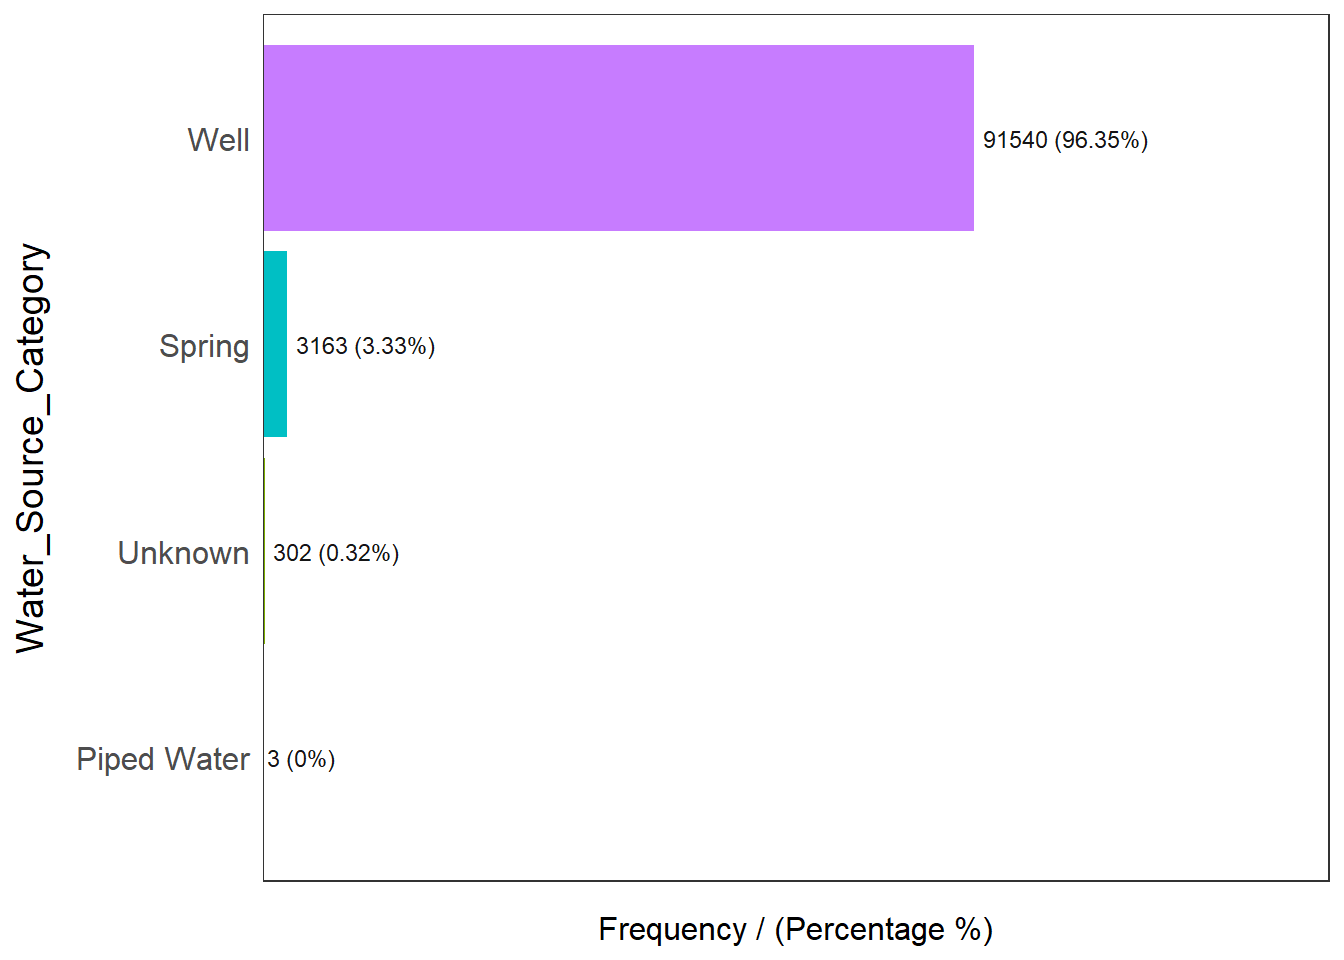 Water_Source_Category
Well
91540 (96.35%)
Spring
3163 (3.33%)
Unknown
302 (0.32%)
Piped Water
3 (0%)
Frequency / (Percentage %)